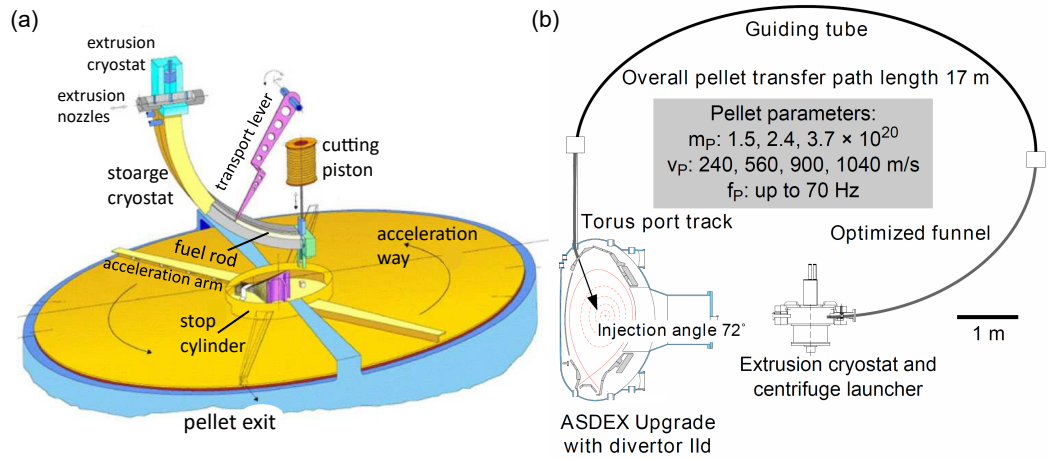 (a)
extrusion
cryostat
extrusion
nozzles
stoarge
cryostat
transport lever
cutting
piston
fuel rod
acceleration arm
acceleration
way
stop
cylinder
pellet exit
(b)
Guiding tube
Overall pellet transfer path length 17 m
Pellet parameters:
mP: 1.5, 2.4, 3.7 × 10²⁰
vP: 240, 560, 900, 1040 m/s
fP: up to 70 Hz
Torus port track
Optimized funnel
Injection angle 72°
1 m
Extrusion cryostat and
centrifuge launcher
ASDEX Upgrade
with divertor IId